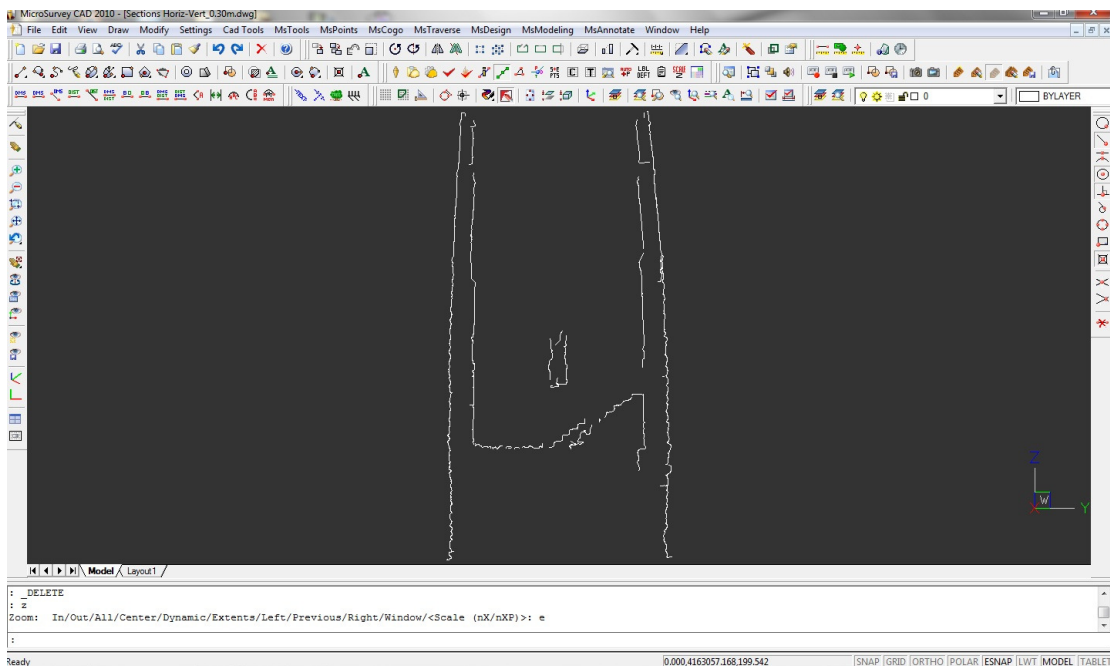 MicroSurvey CAD 2010 - [Sections Horiz-Vert_0.30m.dwg]
File Edit View Draw Modify Settings Cad Tools MsTools MsPoints MsCogo MsTraverse MsDesign MsModeling MsAnnotate Window Help
0
BYLAYER
Z
W
X
Y
Model Layout1
: _DELETE
: z
Zoom: In/Out/All/Center/Dynamic/Extents/Left/Previous/Right/Window/<Scale (nX/nXP)>: e
:
Ready 0.000,4163057.168,199.542 SNAP GRID ORTHO POLAR ESNAP LWT MODEL TABLET